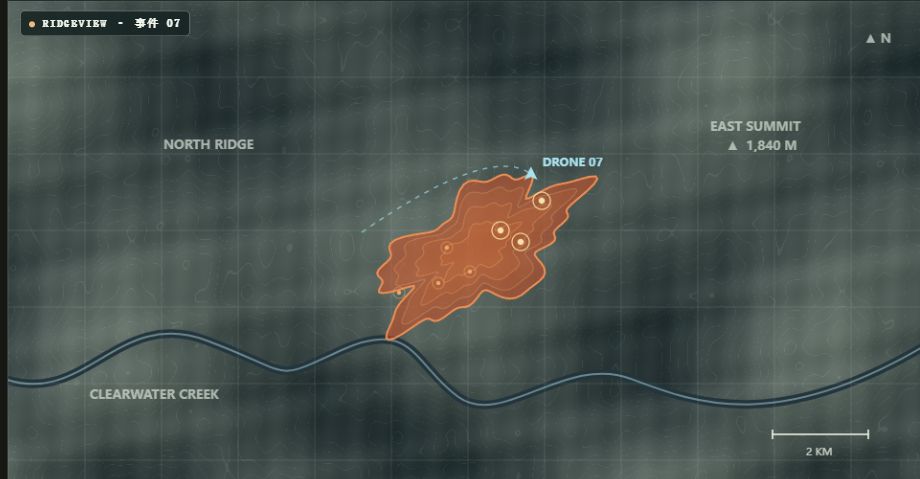 RIDGEVIEW - 事件 07
▲ N
EAST SUMMIT
▲ 1,840 M
NORTH RIDGE
DRONE 07
CLEARWATER CREEK
2 KM